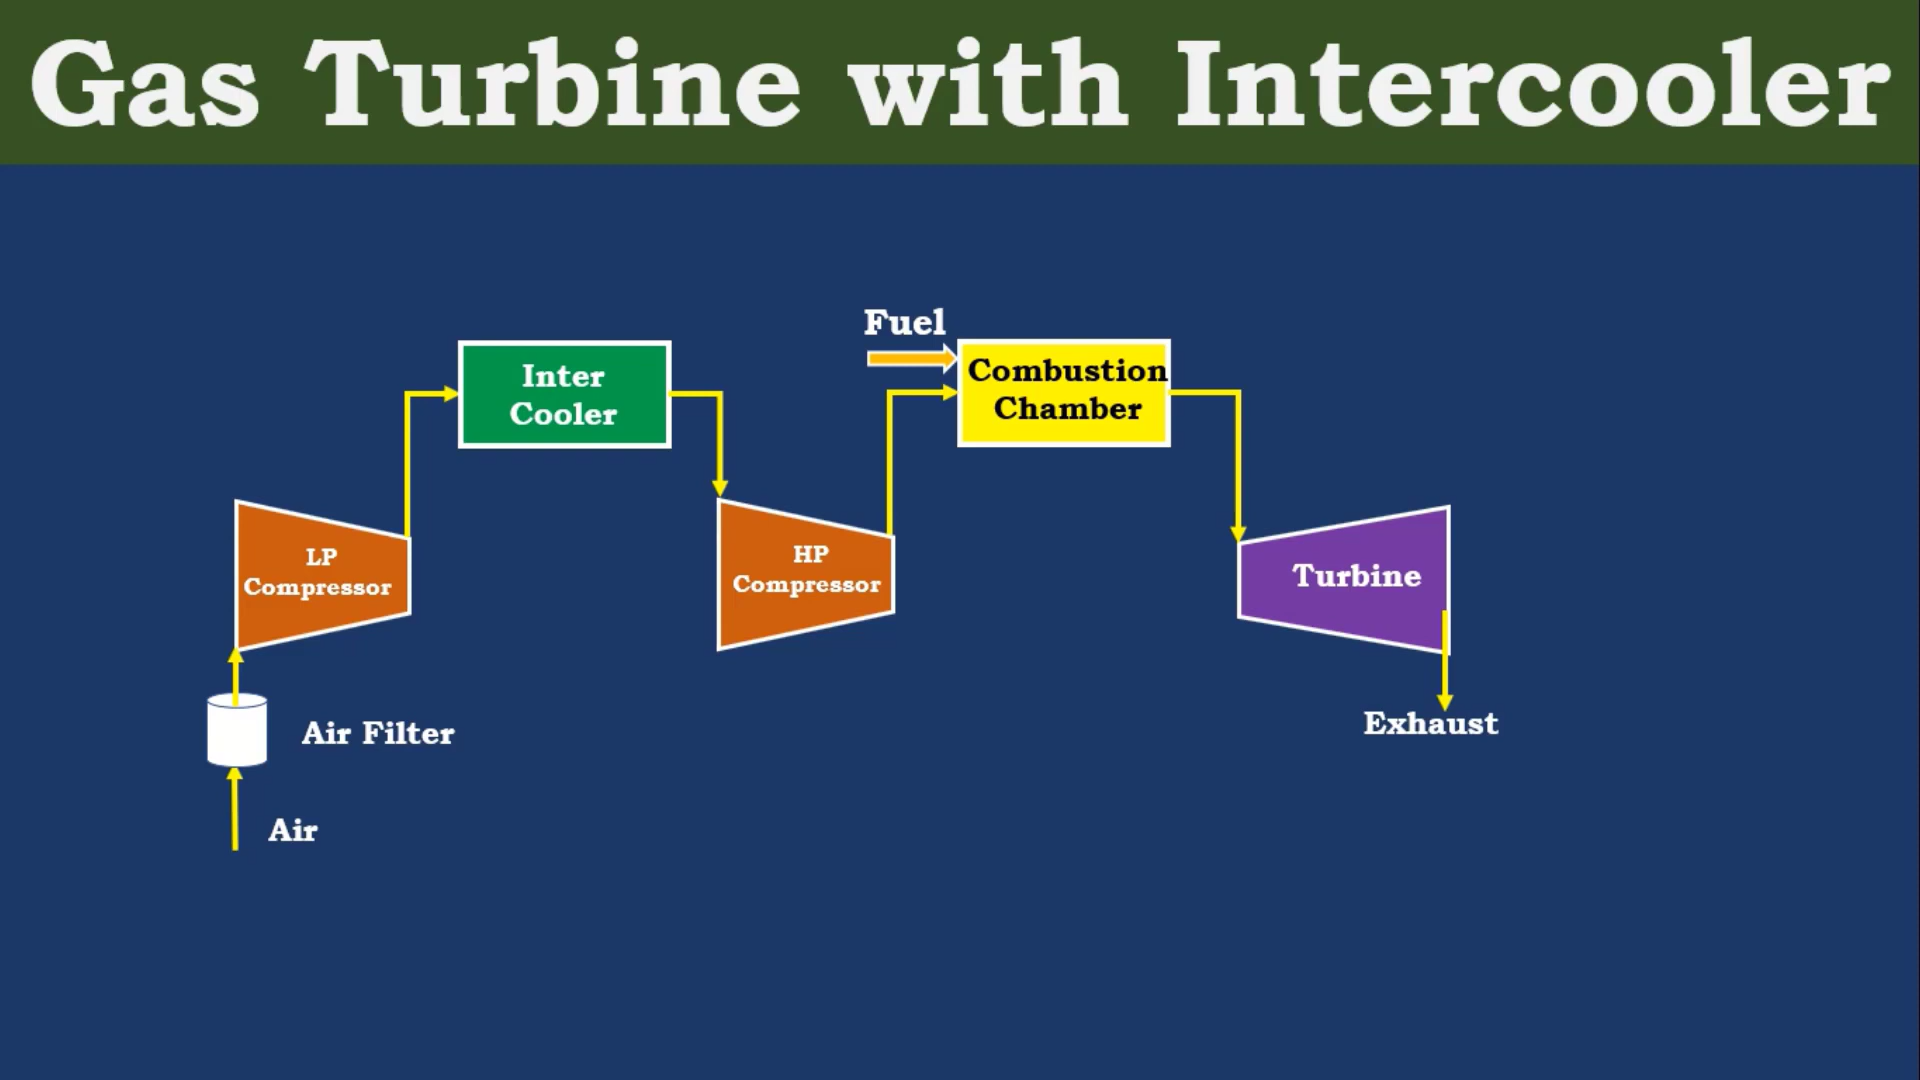 Gas Turbine with Intercooler
Fuel
Inter
Cooler
Combustion
Chamber
LP
Compressor
HP
Compressor
Turbine
Exhaust
Air Filter
Air